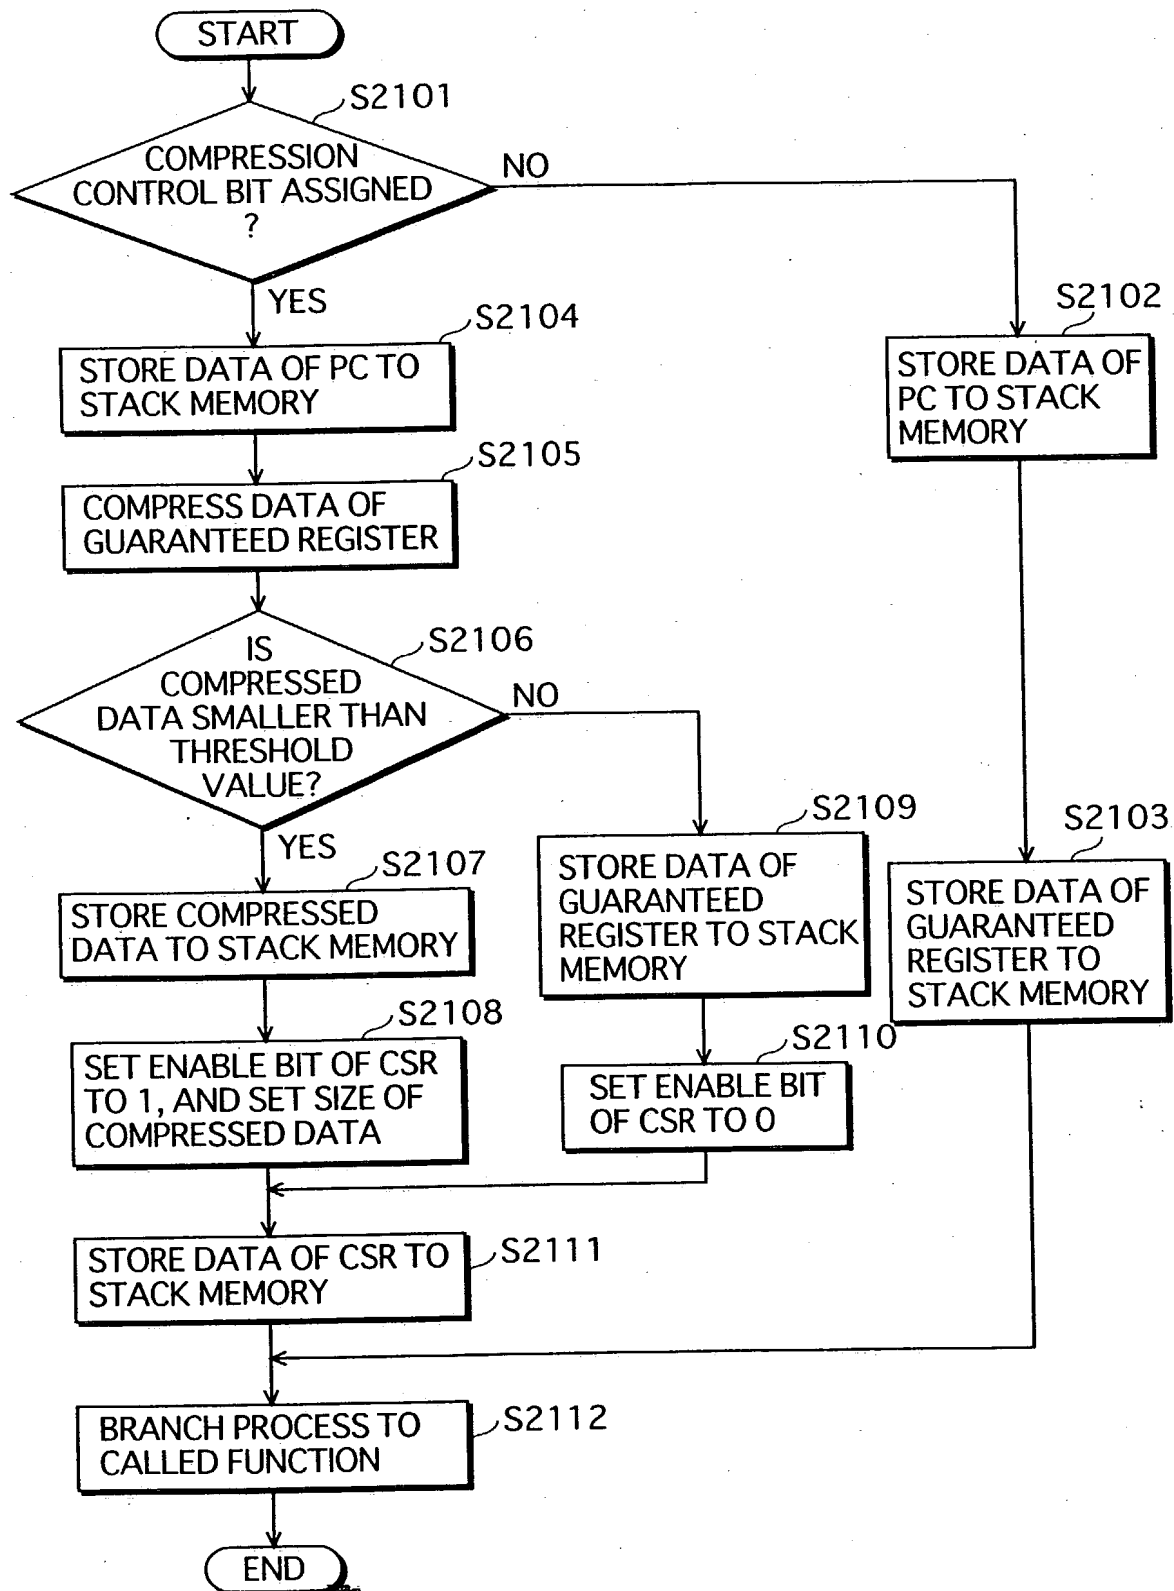 START
S2101
COMPRESSION
CONTROL BIT ASSIGNED
?
NO
YES
S2104
STORE DATA OF PC TO
STACK MEMORY
S2102
STORE DATA OF
PC TO STACK
MEMORY
S2105
COMPRESS DATA OF
GUARANTEED REGISTER
S2106
IS
COMPRESSED
DATA SMALLER THAN
THRESHOLD
VALUE?
NO
YES
S2107
STORE COMPRESSED
DATA TO STACK MEMORY
S2109
STORE DATA OF
GUARANTEED
REGISTER TO STACK
MEMORY
S2103
STORE DATA OF
GUARANTEED
REGISTER TO
STACK MEMORY
S2108
SET ENABLE BIT OF CSR
TO 1, AND SET SIZE OF
COMPRESSED DATA
S2110
SET ENABLE BIT
OF CSR TO 0
S2111
STORE DATA OF CSR TO
STACK MEMORY
S2112
BRANCH PROCESS TO
CALLED FUNCTION
END